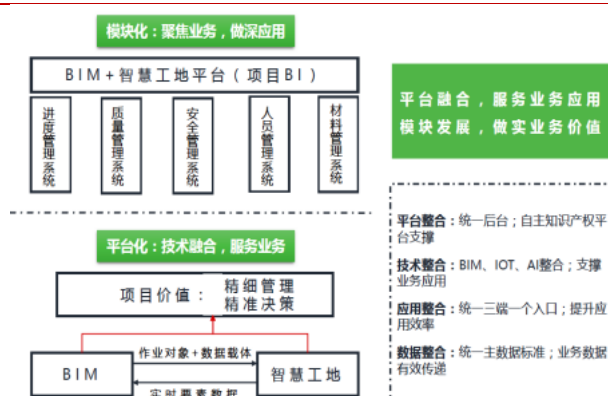 模块化：聚焦业务，做深应用
BIM+智慧工地平台（项目BI）
进度管理系统
质量管理系统
安全管理系统
人员管理系统
材料管理系统
平台化：技术融合，服务业务
项目价值：
精细管理
精准决策
作业对象+数据载体
BIM
智慧工地
实时要素数据
平台融合，服务业务应用
模块发展，做实业务价值
平台整合：统一后台；自主知识产权平
台支撑
技术整合：BIM、IOT、AI整合；支撑
业务应用
应用整合：统一三端一个入口；提升应
用效率
数据整合：统一主数据标准；业务数据
有效传递